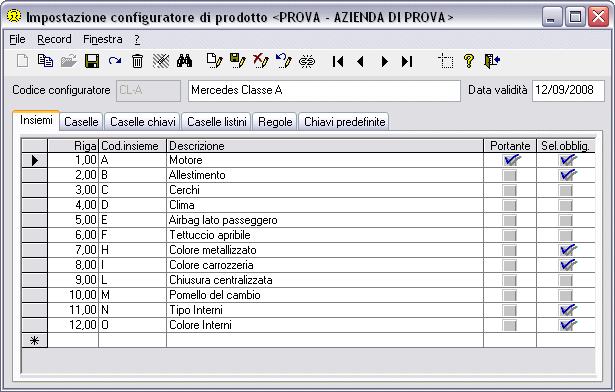 Impostazione configuratore di prodotto <PROVA - AZIENDA DI PROVA>
File Record Finestra ?
Codice configuratore CL-A Mercedes Classe A Data validità 12/09/2008
Insiemi Caselle Caselle chiavi Caselle listini Regole Chiavi predefinite
Riga Cod.insieme Descrizione Portante Sel.obblig.
1,00 A Motore
2,00 B Allestimento
3,00 C Cerchi
4,00 D Clima
5,00 E Airbag lato passeggero
6,00 F Tettuccio apribile
7,00 H Colore metallizzato
8,00 I Colore carrozzeria
9,00 L Chiusura centralizzata
10,00 M Pomello del cambio
11,00 N Tipo Interni
12,00 O Colore Interni